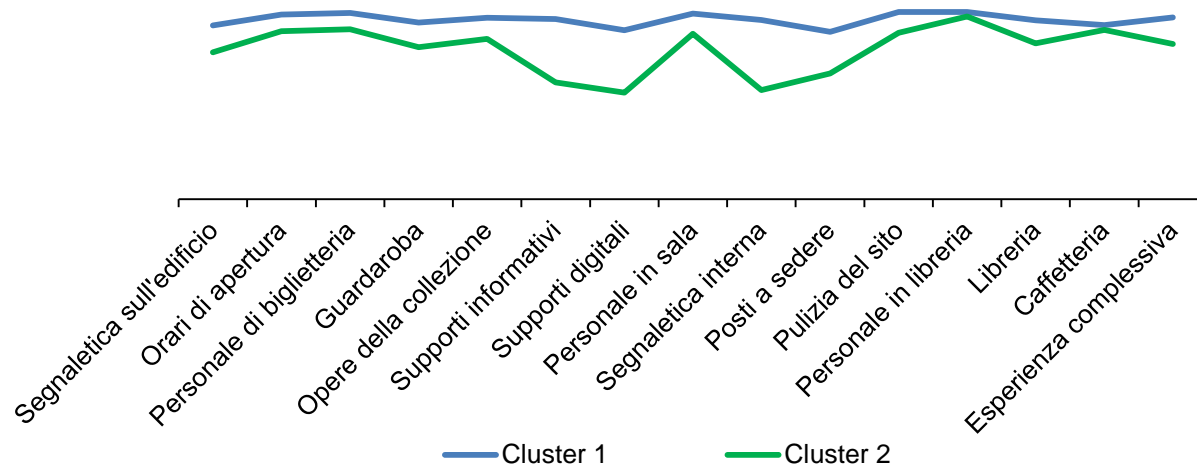 Segnaletica sull'edificio
Orari di apertura
Personale di biglietteria
Guardaroba
Opere della collezione
Supporti informativi
Supporti digitali
Personale in sala
Segnaletica interna
Posti a sedere
Pulizia del sito
Personale in libreria
Libreria
Caffetteria
Esperienza complessiva
Cluster 1
Cluster 2